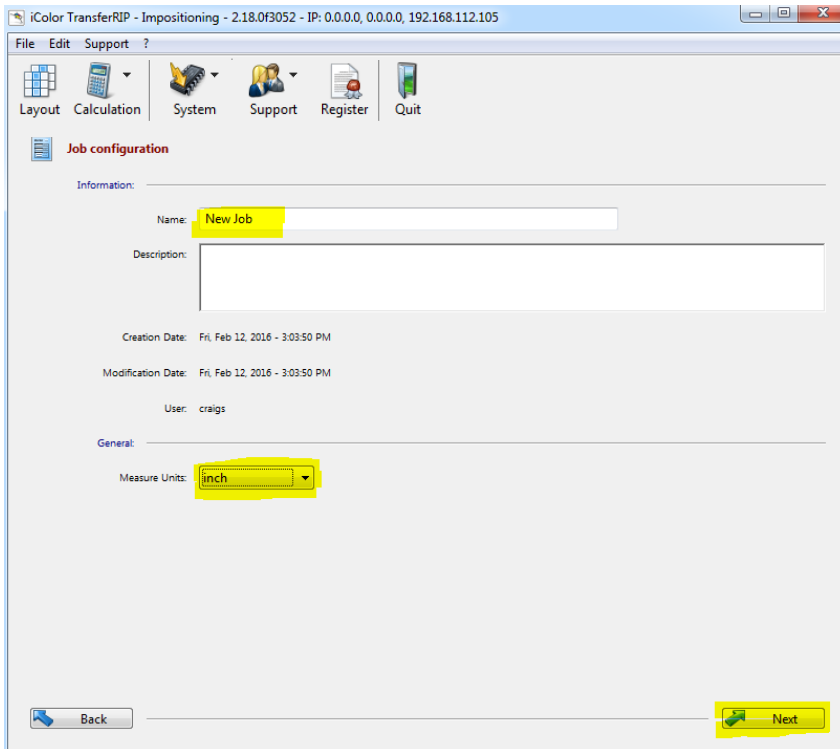 iColor TransferRIP - Impositioning - 2.18.0f3052 - IP: 0.0.0.0, 0.0.0.0, 192.168.112.105
File Edit Support ?
Layout Calculation System Support Register Quit
Job configuration
Information:
Name: New Job
Description:
Creation Date: Fri, Feb 12, 2016 - 3:03:50 PM
Modification Date: Fri, Feb 12, 2016 - 3:03:50 PM
User: craigs
General:
Measure Units: inch
Back Next